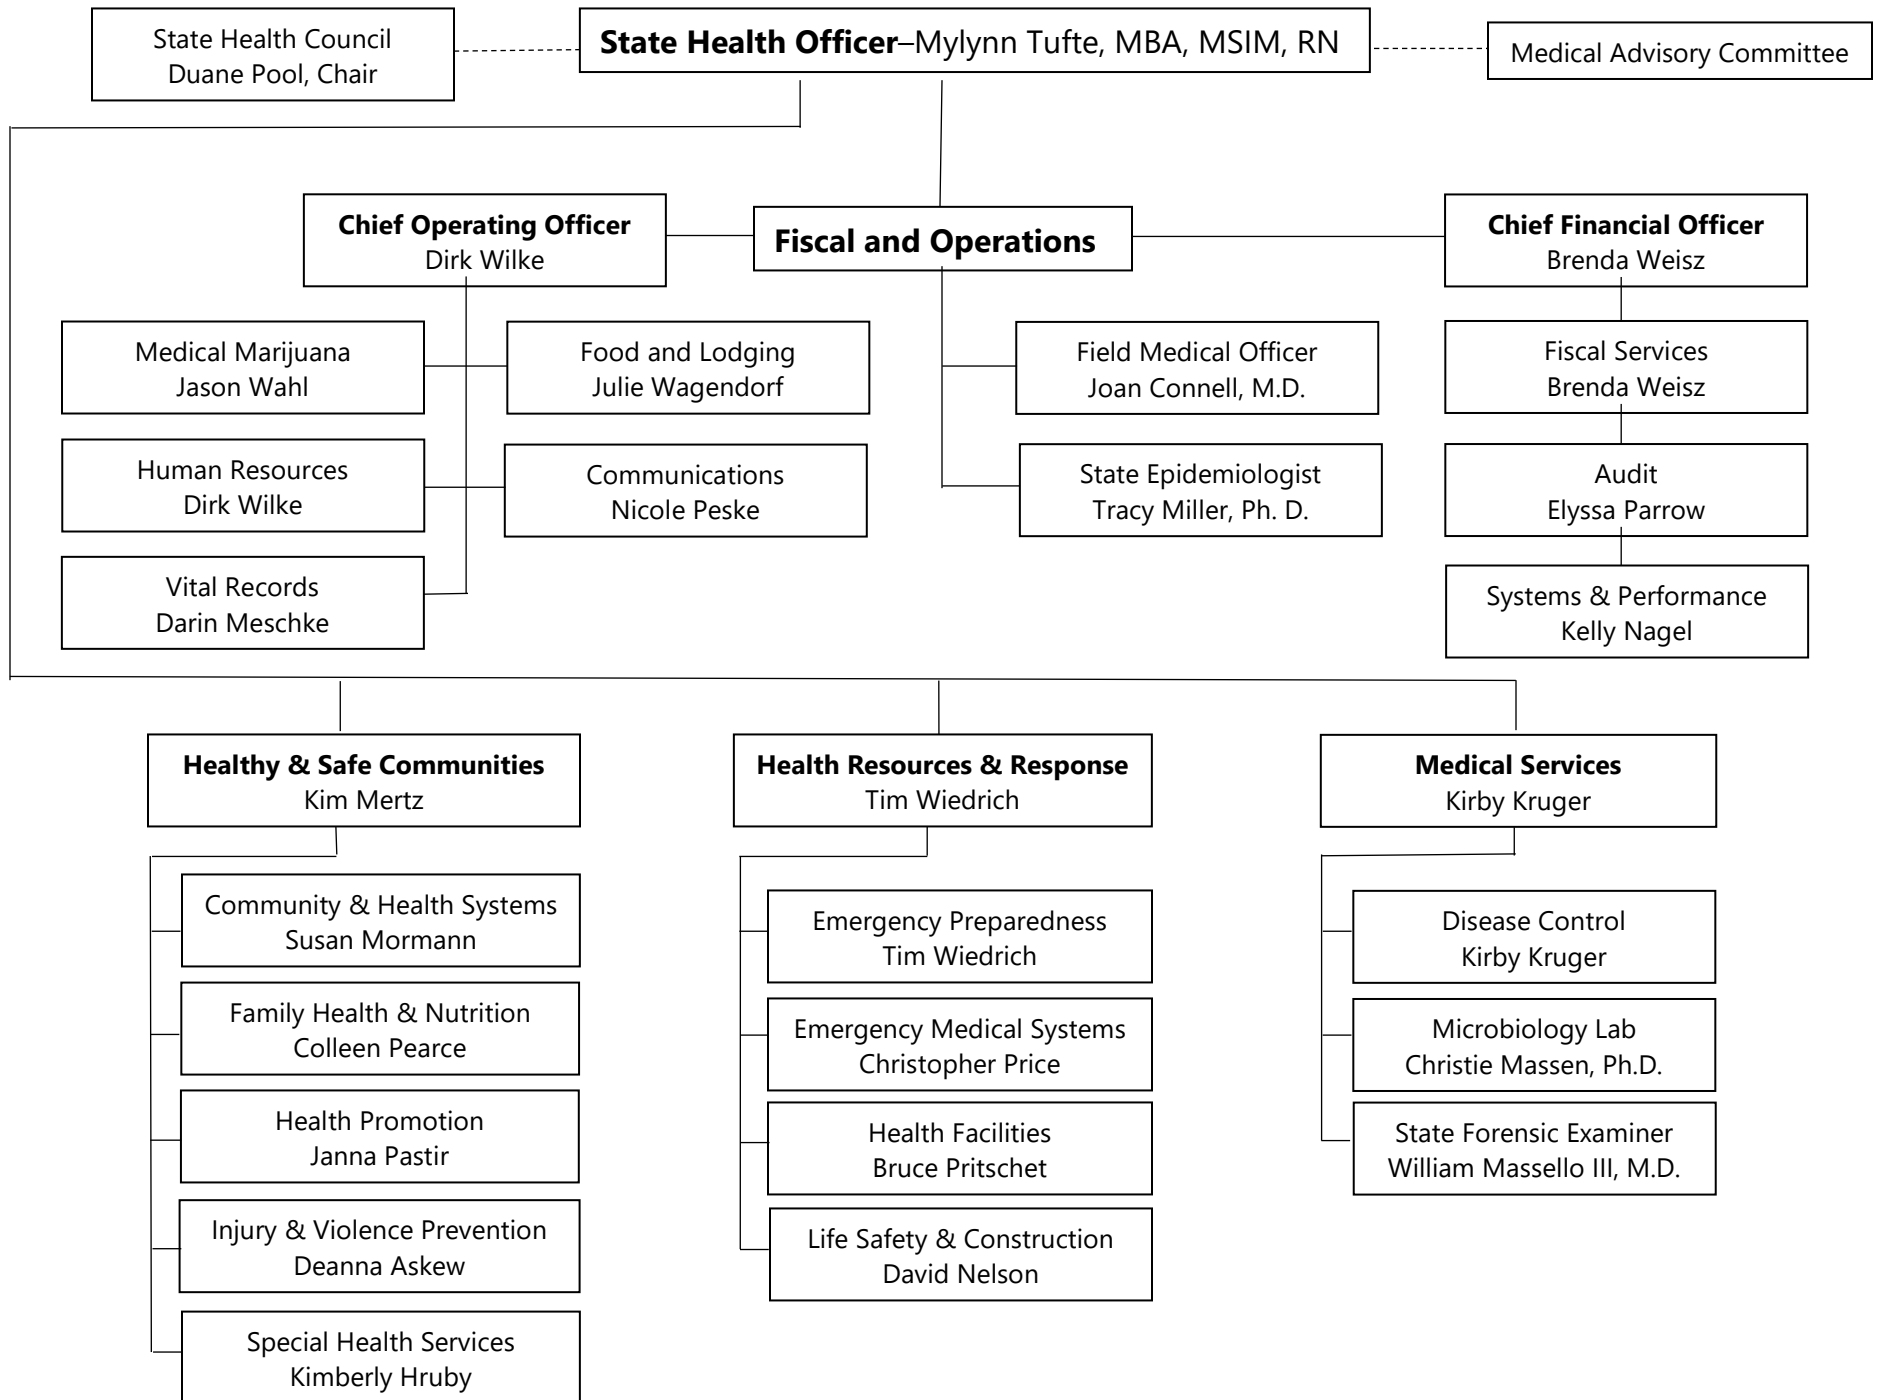 State Health Council
Duane Pool, Chair
State Health Officer–Mylynn Tufte, MBA, MSIM, RN
Medical Advisory Committee
Chief Operating Officer
Dirk Wilke
Fiscal and Operations
Chief Financial Officer
Brenda Weisz
Medical Marijuana
Jason Wahl
Food and Lodging
Julie Wagendorf
Field Medical Officer
Joan Connell, M.D.
Fiscal Services
Brenda Weisz
Human Resources
Dirk Wilke
Communications
Nicole Peske
State Epidemiologist
Tracy Miller, Ph. D.
Audit
Elyssa Parrow
Vital Records
Darin Meschke
Systems & Performance
Kelly Nagel
Healthy & Safe Communities
Kim Mertz
Health Resources & Response
Tim Wiedrich
Medical Services
Kirby Kruger
Community & Health Systems
Susan Mormann
Family Health & Nutrition
Colleen Pearce
Health Promotion
Janna Pastir
Injury & Violence Prevention
Deanna Askew
Special Health Services
Kimberly Hruby
Emergency Preparedness
Tim Wiedrich
Emergency Medical Systems
Christopher Price
Health Facilities
Bruce Pritschet
Life Safety & Construction
David Nelson
Disease Control
Kirby Kruger
Microbiology Lab
Christie Massen, Ph.D.
State Forensic Examiner
William Massello III, M.D.